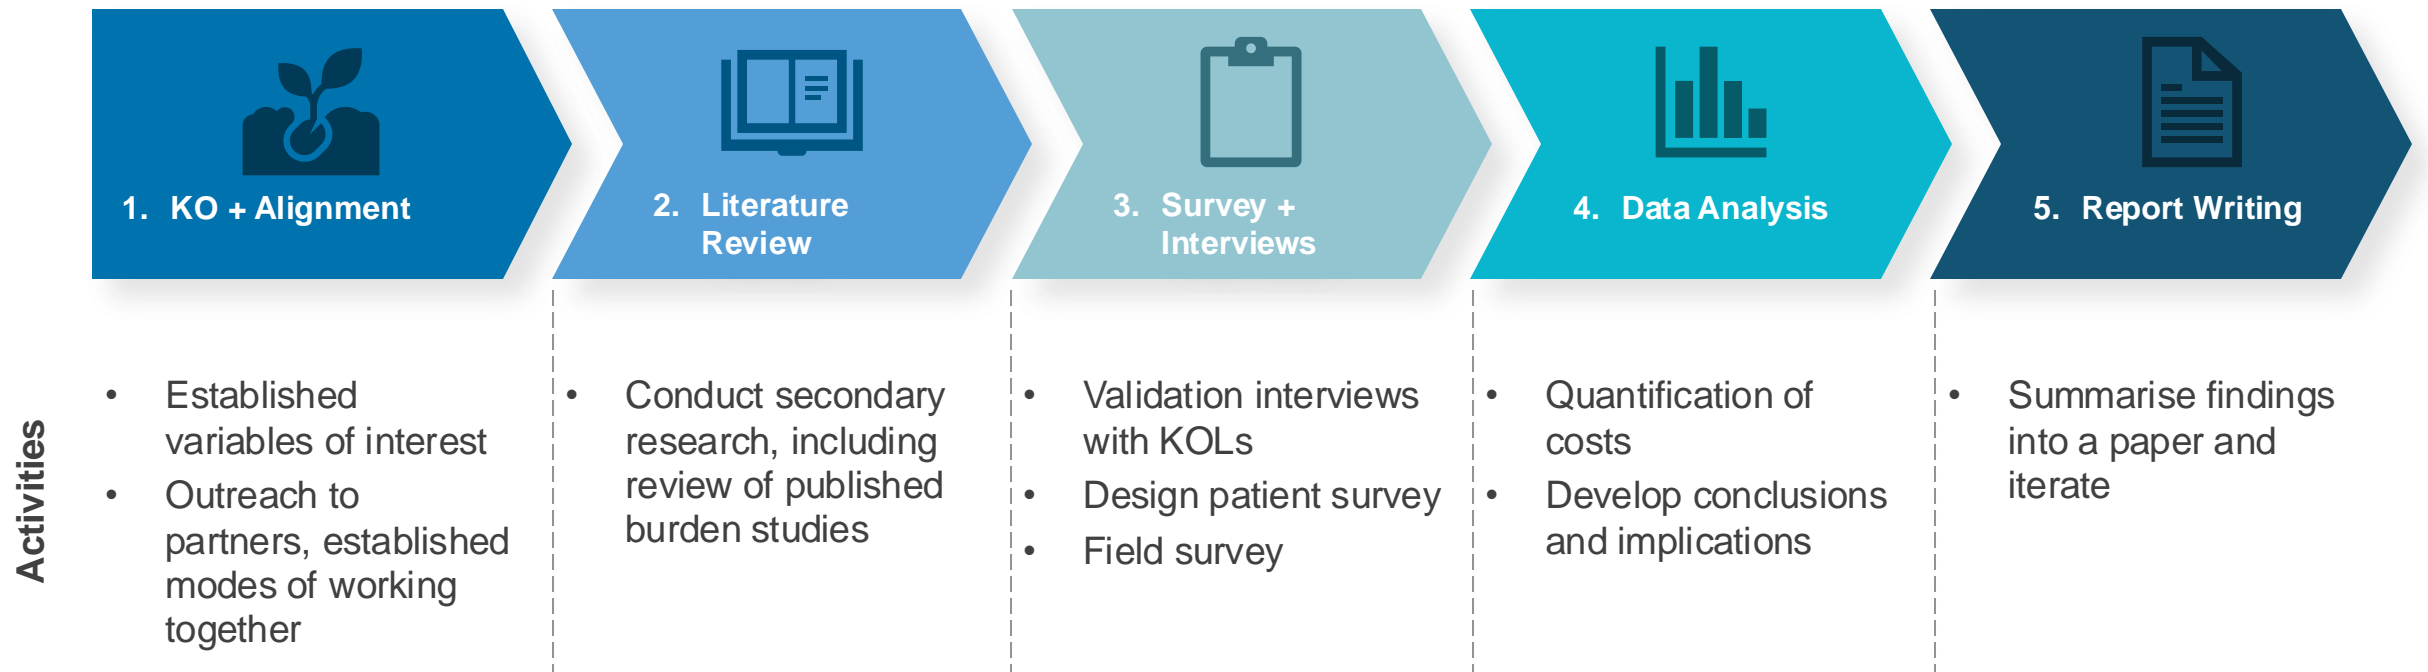 1. KO + Alignment
2. Literature
Review
3. Survey +
Interviews
4. Data Analysis
5. Report Writing
Activities
• Established
variables of interest
• Outreach to
partners, established
modes of working
together
• Conduct secondary
research, including
review of published
burden studies
• Validation interviews
with KOLs
• Design patient survey
• Field survey
• Quantification of
costs
• Develop conclusions
and implications
• Summarise findings
into a paper and
iterate